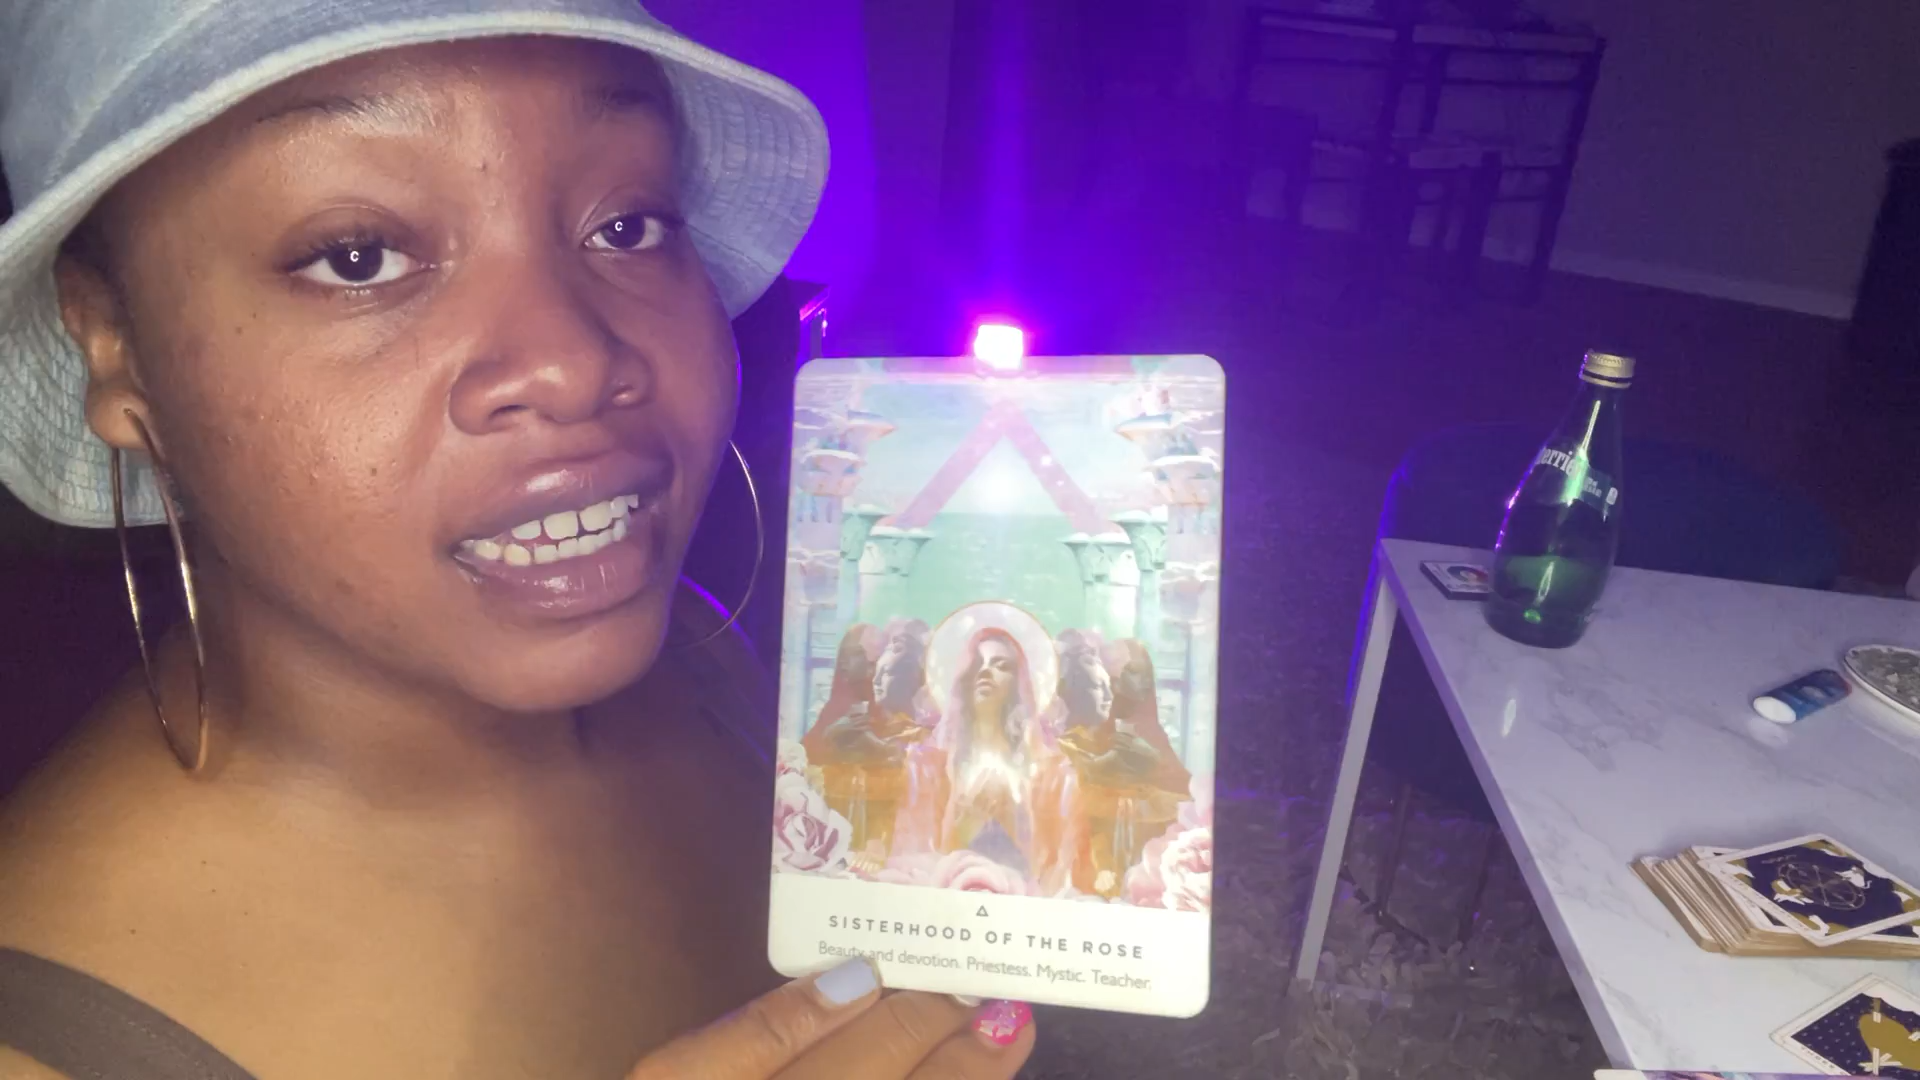 SISTERHOOD OF THE ROSE
Beauty and devotion. Priestess. Mystic. Teacher.